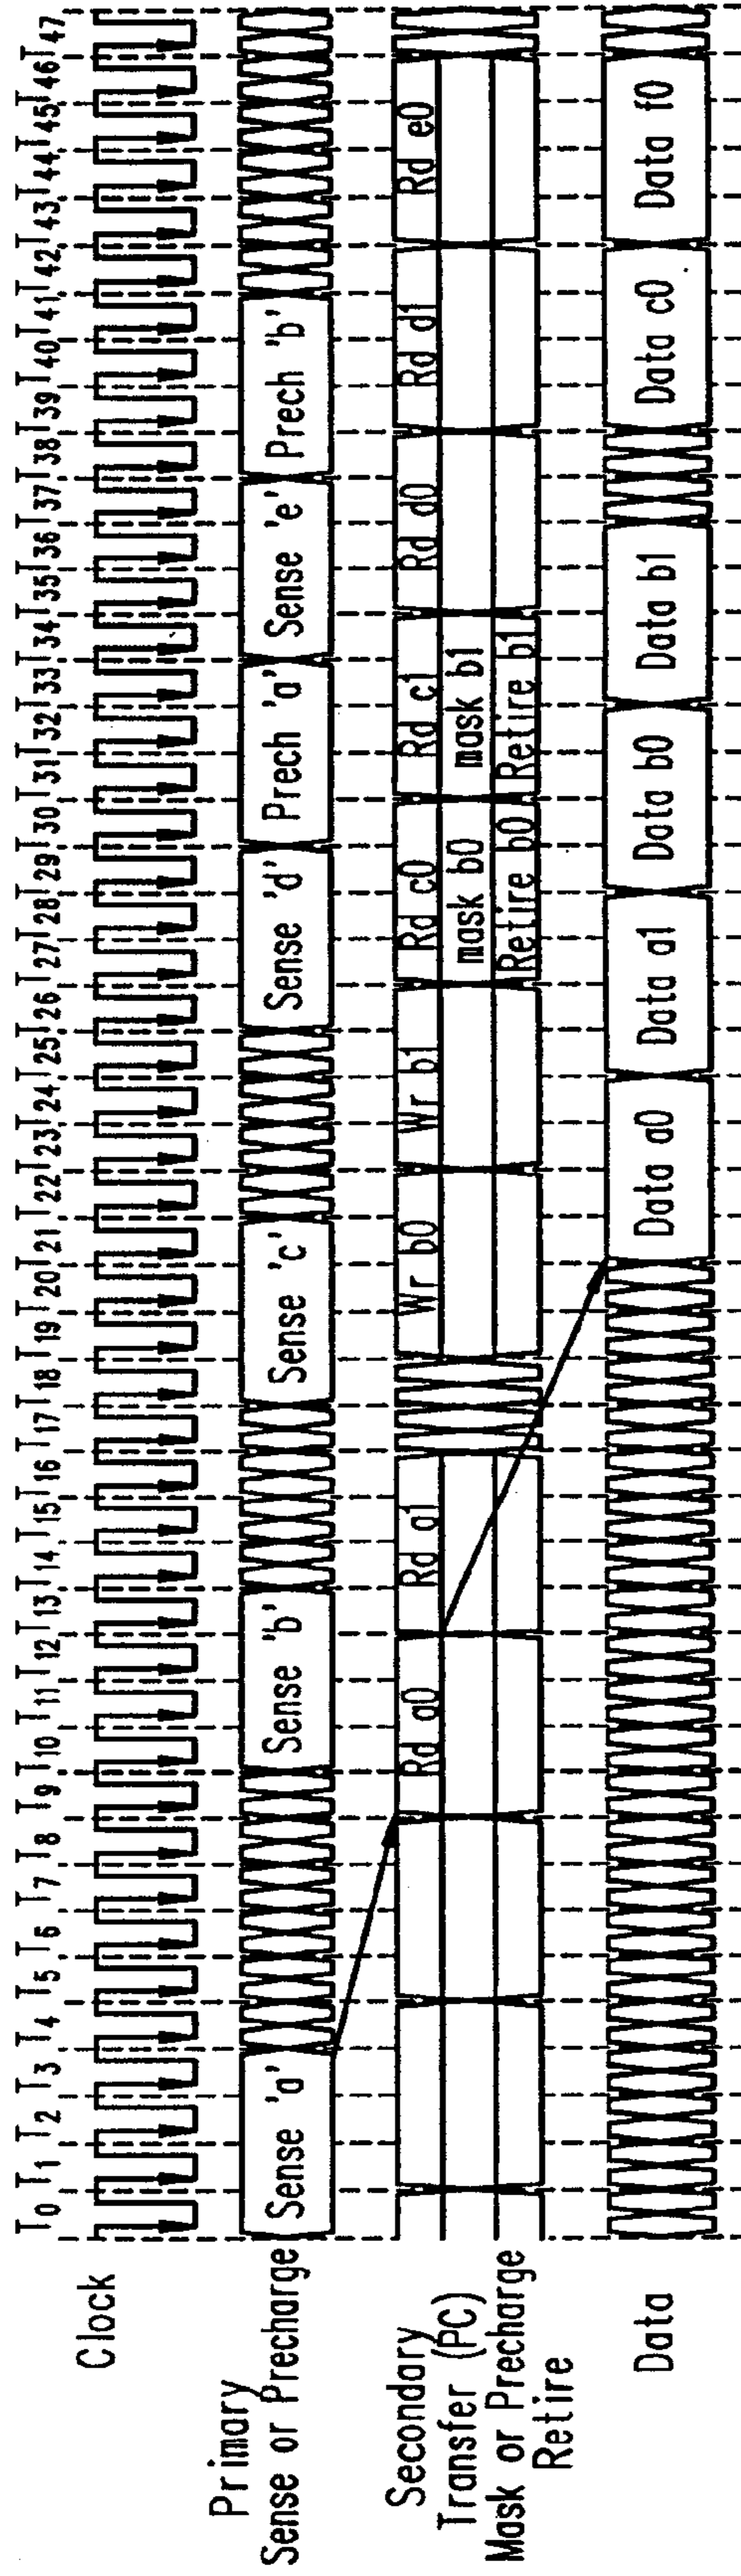 T0 T1 T2 T3 T4 T5 T6 T7 T8 T9 T10 T11 T12 T13 T14 T15 T16 T17 T18 T19 T20 T21 T22 T23 T24 T25 T26 T27 T28 T29 T30 T31 T32 T33 T34 T35 T36 T37 T38 T39 T40 T41 T42 T43 T44 T45 T46 T47
Clock
Primary
Sense or Precharge
Sense 'a' Sense 'b' Sense 'c' Sense 'd' Prech 'a' Sense 'e' Prech 'b'
Secondary
Transfer (PC)
Mask or Precharge
Retire
Rd a0 Rd a1 Wr b0 Wr b1 Rd c0 Rd c1 Rd d0 Rd d1 Rd e0
mask b0 mask b1
Retire b0 Retire b1
Data
Data a0 Data a1 Data b0 Data b1 Data c0 Data f0